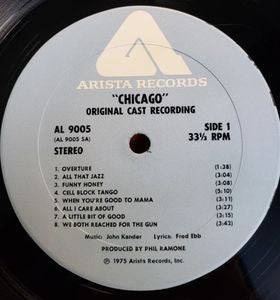 ARISTA RECORDS
"CHICAGO"
ORIGINAL CAST RECORDING
AL 9005 SIDE 1
(AL 9005 SA) 33⅓ RPM
STEREO
1. OVERTURE (1:38)
2. ALL THAT JAZZ (3:04)
3. FUNNY HONEY (3:08)
4. CELL BLOCK TANGO (5:10)
5. WHEN YOU'RE GOOD TO MAMA (3:11)
6. ALL I CARE ABOUT (3:27)
7. A LITTLE BIT OF GOOD (3:03)
8. WE BOTH REACHED FOR THE GUN (3:42)
Music: John Kander Lyrics: Fred Ebb
PRODUCED BY PHIL RAMONE
℗ 1975 Arista Records, Inc.